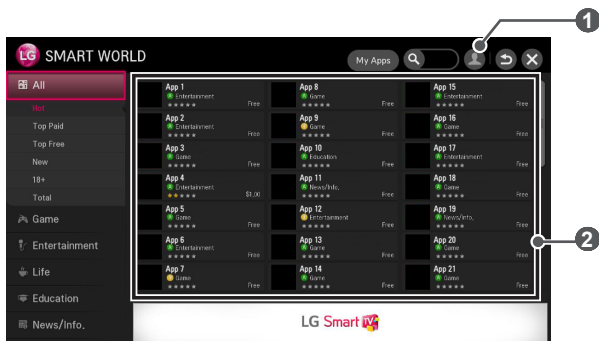 1
LG SMART WORLD
My Apps
All
Hot
Top Paid
Top Free
New
18+
Total
Game
Entertainment
Life
Education
News/Info.
App 1
Entertainment
Free
App 2
Entertainment
Free
App 3
Game
Free
App 4
Entertainment
$1.00
App 5
Game
Free
App 6
Entertainment
Free
App 7
Game
Free
App 8
Game
Free
App 9
Game
Free
App 10
Education
Free
App 11
News/Info.
Free
App 12
Entertainment
Free
App 13
Game
Free
App 14
Game
Free
App 15
Entertainment
Free
App 16
Game
Free
App 17
Entertainment
Free
App 18
Game
Free
App 19
News/Info.
Free
App 20
Game
Free
App 21
Game
Free
2
LG Smart TV